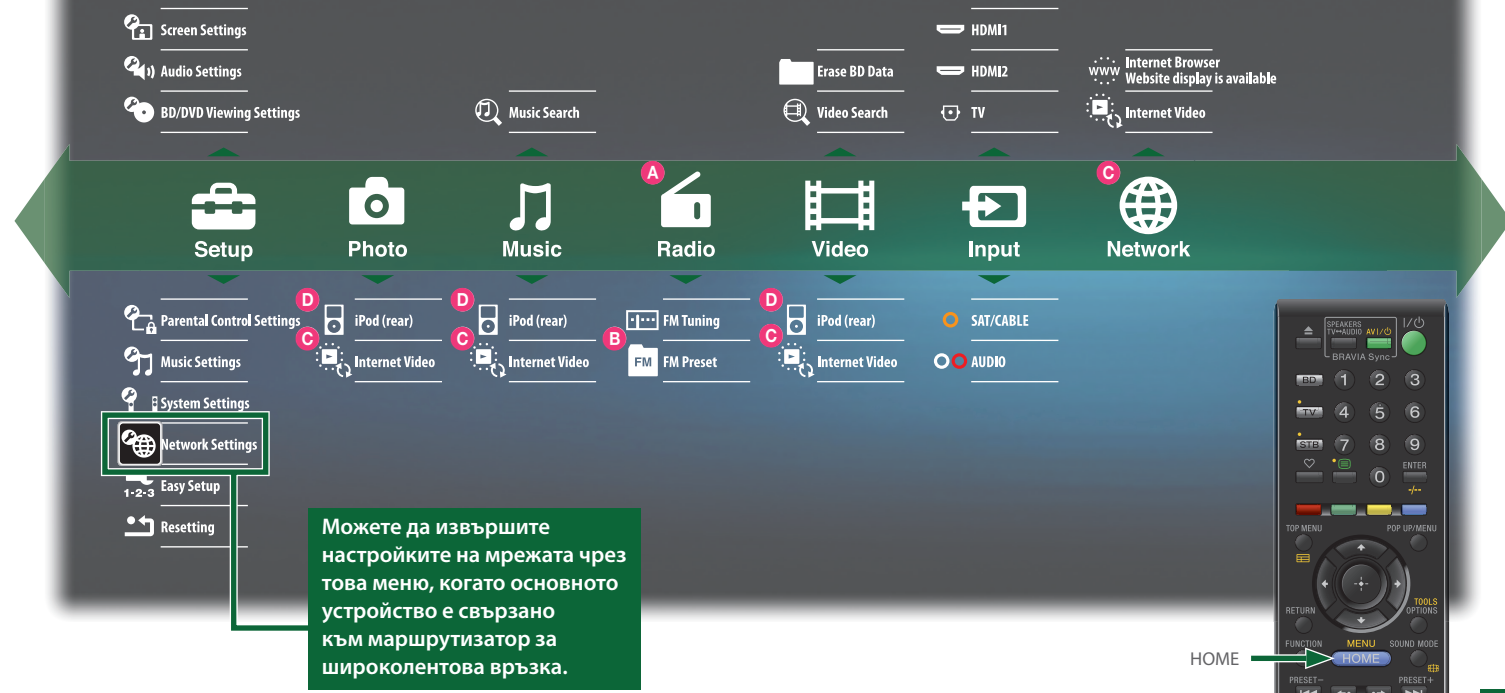 Screen Settings
Audio Settings
BD/DVD Viewing Settings
Music Search
Erase BD Data
Video Search
HDMI1
HDMI2
TV
www
Internet Browser
Website display is available
Internet Video
A
C
Setup
Photo
Music
Radio
Video
Input
Network
Parental Control Settings
Music Settings
System Settings
Network Settings
1-2-3 Easy Setup
Resetting
D
iPod (rear)
C
Internet Video
D
iPod (rear)
C
Internet Video
FM Tuning
B
FM
FM Preset
D
iPod (rear)
C
Internet Video
SAT/CABLE
AUDIO
Можете да извършите
настройките на мрежата чрез
това меню, когато основното
устройство е свързано
към маршрутизатор за
широколентова връзка.
SPEAKERS
TV↔AUDIO
AV I/⏻
I/⏻
BRAVIA Sync
BD 1 2 3
TV 4 5 6
STB 7 8 9
0
ENTER
-/--
TOP MENU
POP UP/MENU
RETURN
TOOLS
OPTIONS
FUNCTION
MENU
SOUND MODE
HOME
HOME
PRESET–
PRESET+